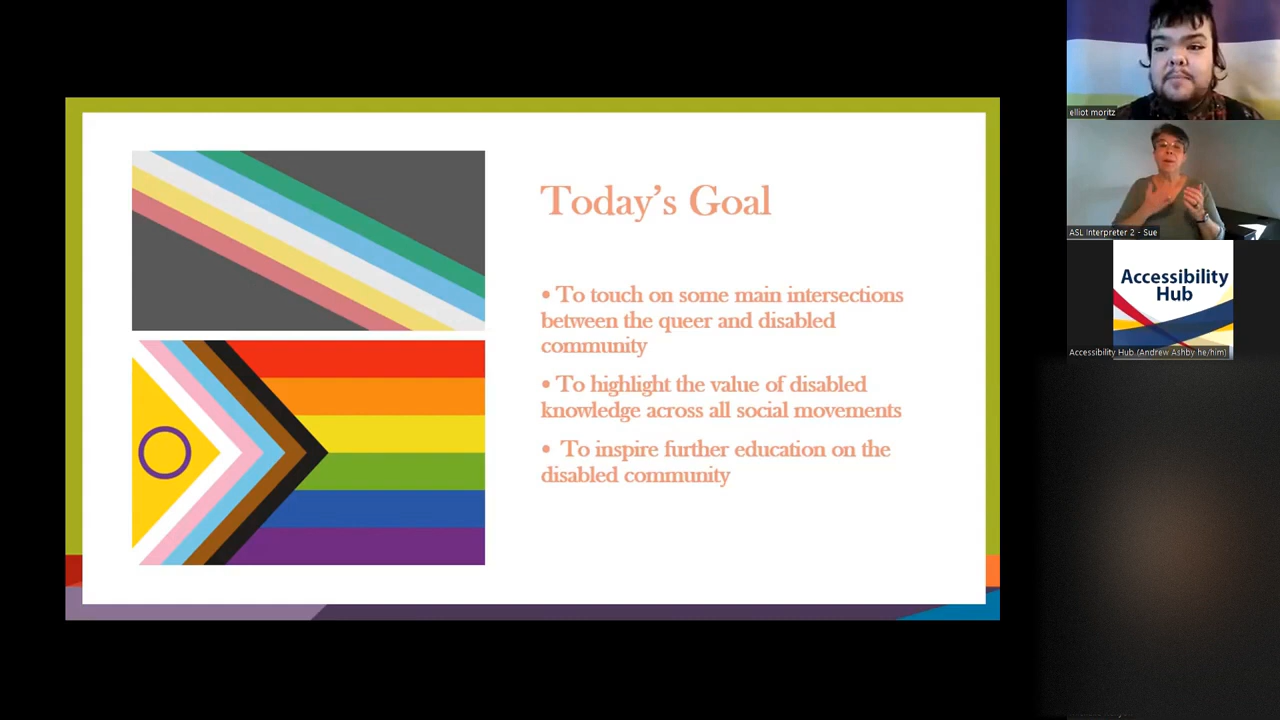 Today's Goal
• To touch on some main intersections
between the queer and disabled
community
• To highlight the value of disabled
knowledge across all social movements
• To inspire further education on the
disabled community
elliot moritz
ASL Interpreter 2 - Sue
Accessibility
Hub
Accessibility Hub (Andrew Ashby he/him)